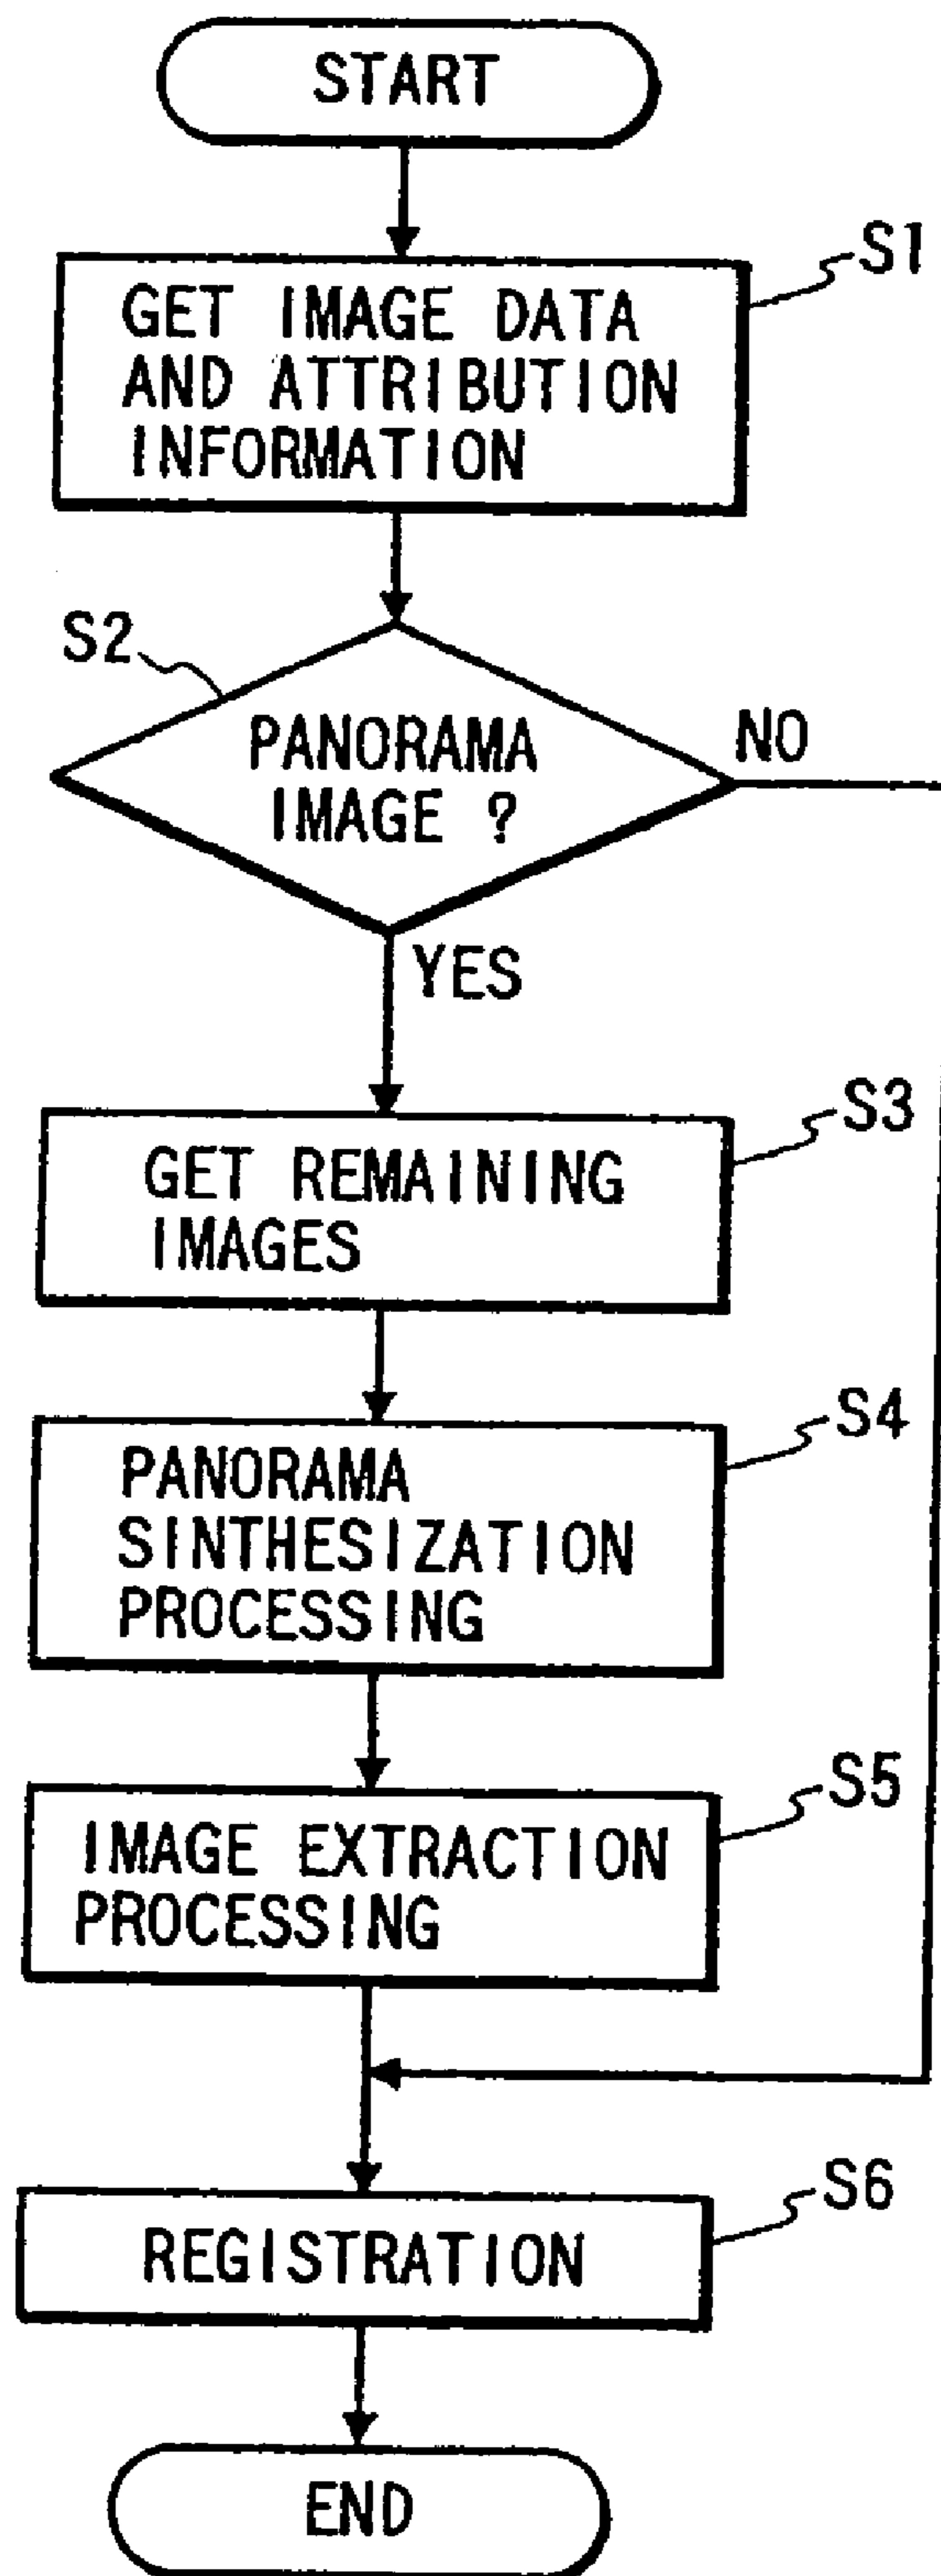 START
S1
GET IMAGE DATA
AND ATTRIBUTION
INFORMATION
S2
PANORAMA
IMAGE ?
NO
YES
S3
GET REMAINING
IMAGES
S4
PANORAMA
SINTHESIZATION
PROCESSING
S5
IMAGE EXTRACTION
PROCESSING
S6
REGISTRATION
END